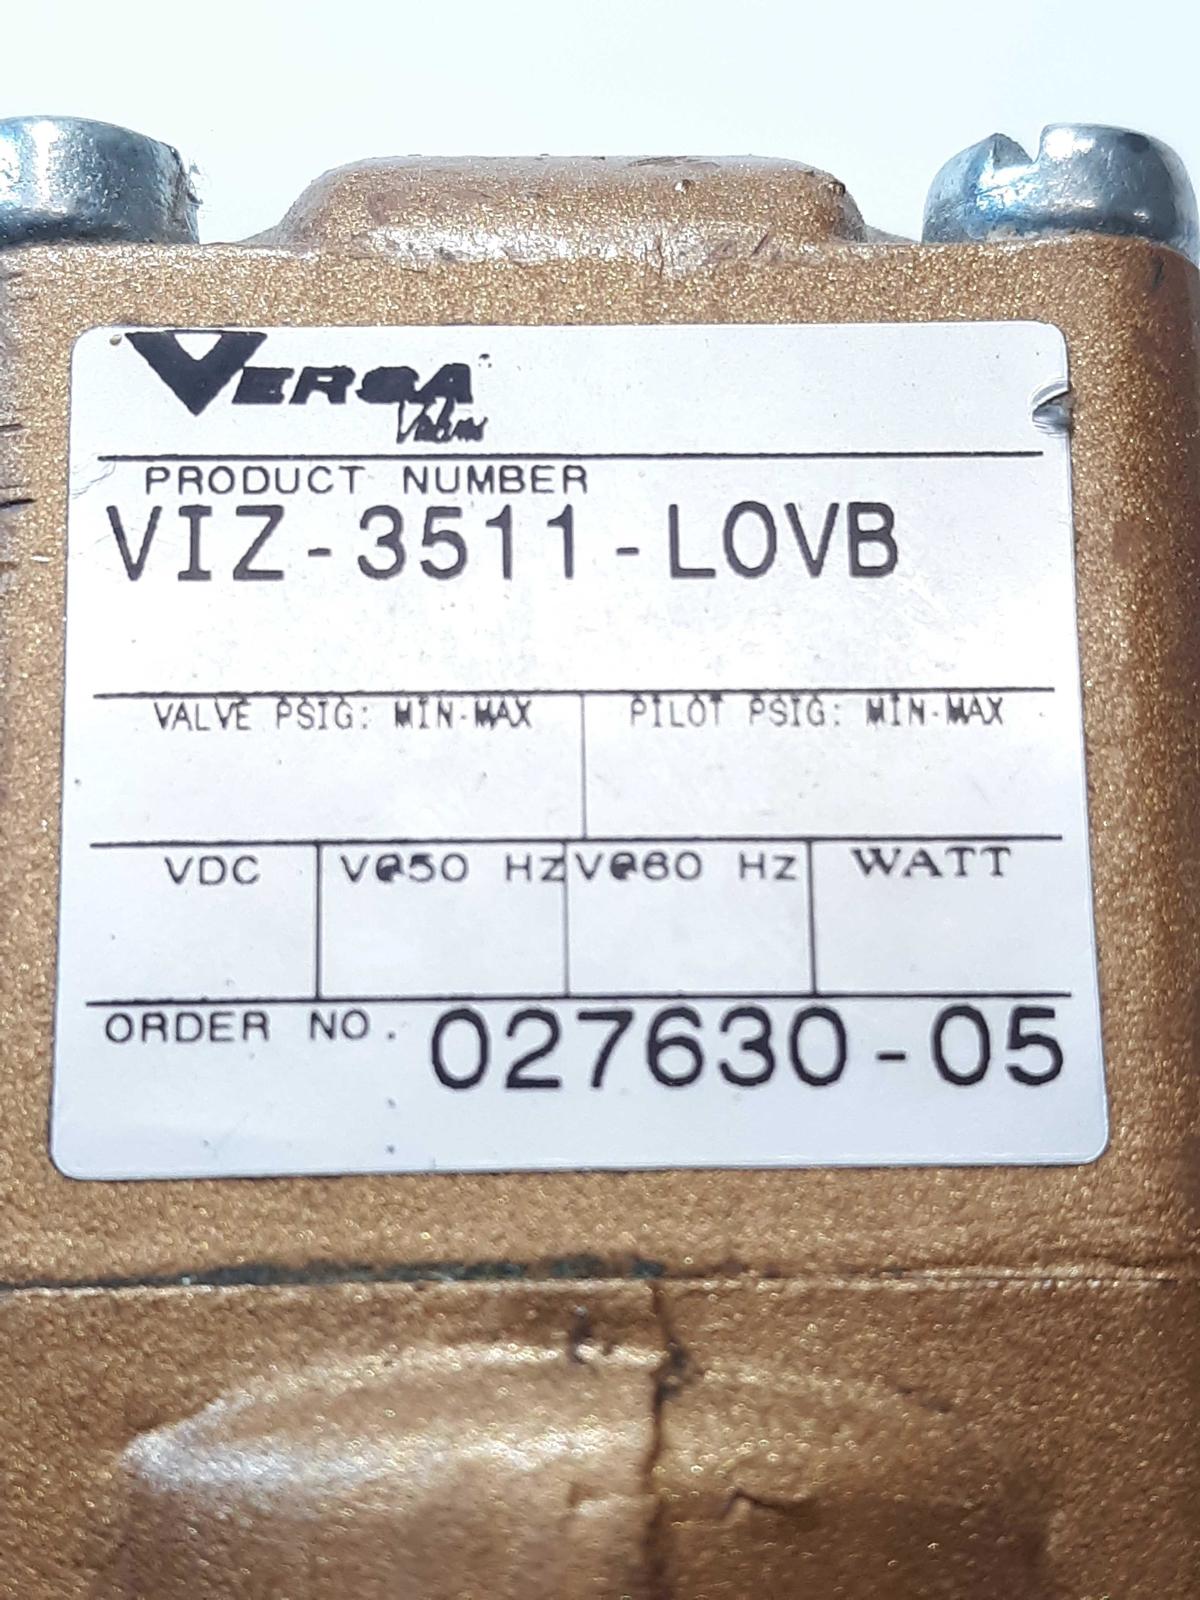 VERSA
Valves
PRODUCT NUMBER
VIZ-3511-LOVB
VALVE PSIG: MIN-MAX PILOT PSIG: MIN-MAX
VDC V@50 Hz V@60 Hz WATT
ORDER NO. 027630-05